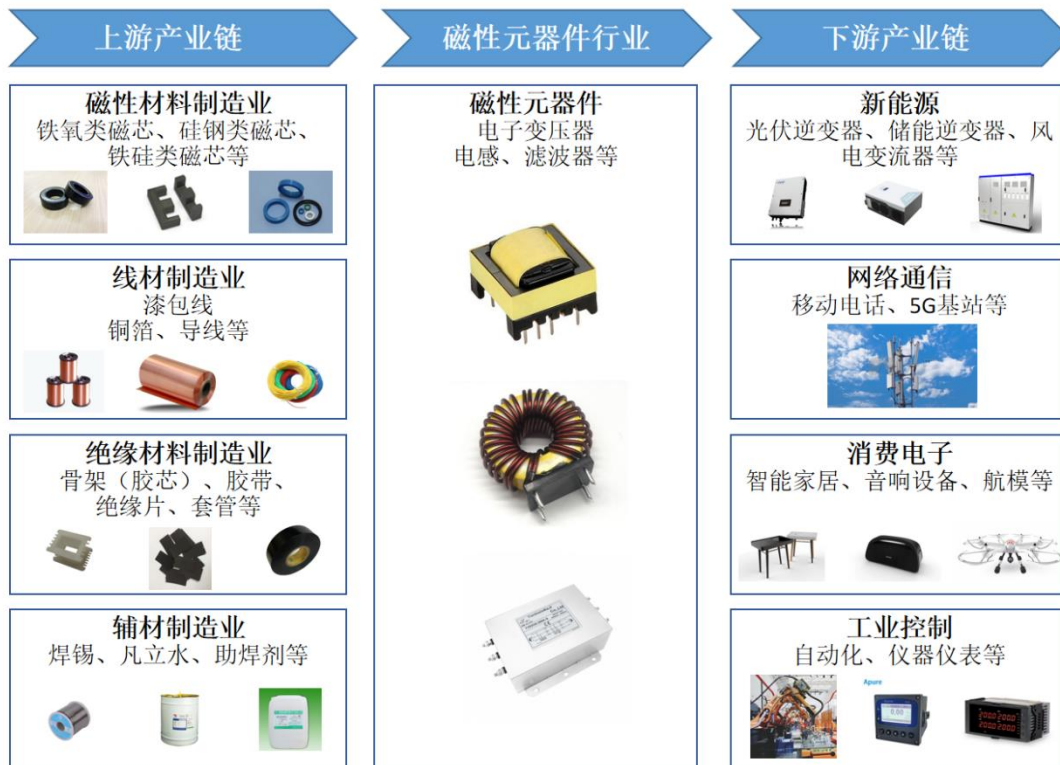 上游产业链
磁性元器件行业
下游产业链
磁性材料制造业
铁氧类磁芯、硅钢类磁芯、
铁硅类磁芯等
线材制造业
漆包线
铜箔、导线等
绝缘材料制造业
骨架（胶芯）、胶带、
绝缘片、套管等
辅材制造业
焊锡、凡立水、助焊剂等
磁性元器件
电子变压器
电感、滤波器等
新能源
光伏逆变器、储能逆变器、风
电变流器等
网络通信
移动电话、5G基站等
消费电子
智能家居、音响设备、航模等
工业控制
自动化、仪器仪表等
Apure